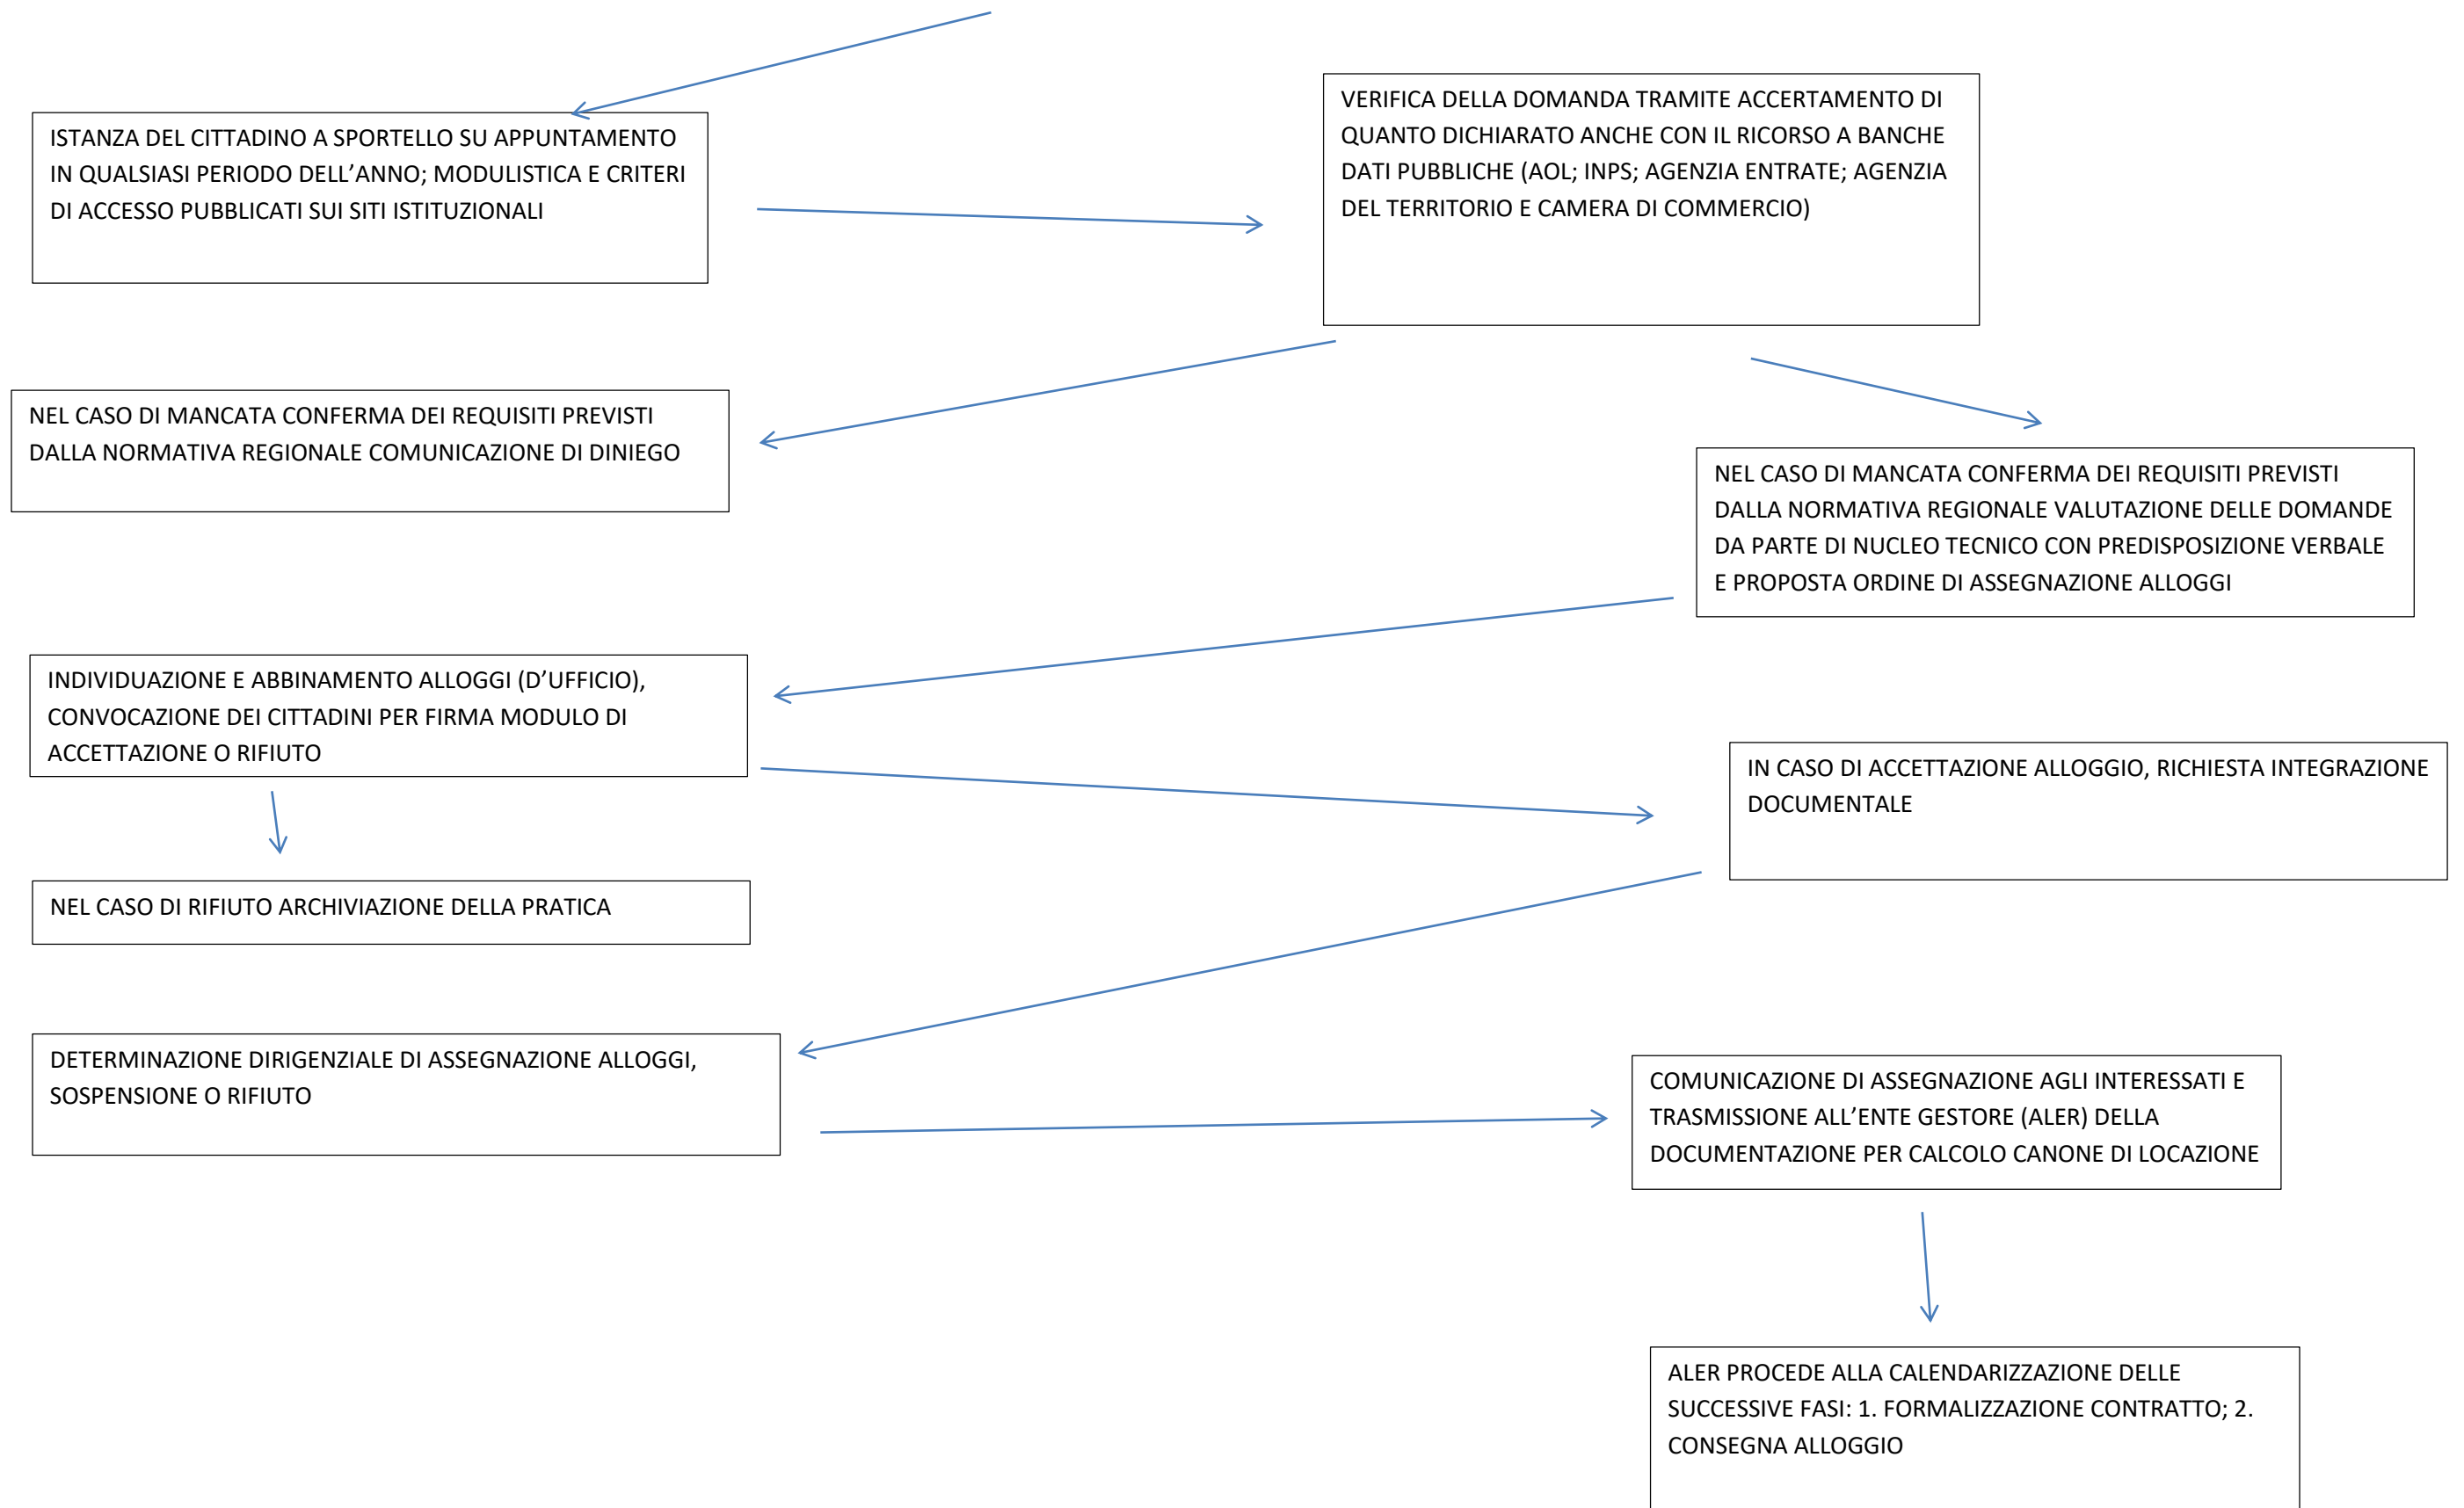 ISTANZA DEL CITTADINO A SPORTELLO SU APPUNTAMENTO
IN QUALSIASI PERIODO DELL’ANNO; MODULISTICA E CRITERI
DI ACCESSO PUBBLICATI SUI SITI ISTITUZIONALI
VERIFICA DELLA DOMANDA TRAMITE ACCERTAMENTO DI
QUANTO DICHIARATO ANCHE CON IL RICORSO A BANCHE
DATI PUBBLICHE (AOL; INPS; AGENZIA ENTRATE; AGENZIA
DEL TERRITORIO E CAMERA DI COMMERCIO)
NEL CASO DI MANCATA CONFERMA DEI REQUISITI PREVISTI
DALLA NORMATIVA REGIONALE COMUNICAZIONE DI DINIEGO
NEL CASO DI MANCATA CONFERMA DEI REQUISITI PREVISTI
DALLA NORMATIVA REGIONALE VALUTAZIONE DELLE DOMANDE
DA PARTE DI NUCLEO TECNICO CON PREDISPOSIZIONE VERBALE
E PROPOSTA ORDINE DI ASSEGNAZIONE ALLOGGI
INDIVIDUAZIONE E ABBINAMENTO ALLOGGI (D’UFFICIO),
CONVOCAZIONE DEI CITTADINI PER FIRMA MODULO DI
ACCETTAZIONE O RIFIUTO
IN CASO DI ACCETTAZIONE ALLOGGIO, RICHIESTA INTEGRAZIONE
DOCUMENTALE
NEL CASO DI RIFIUTO ARCHIVIAZIONE DELLA PRATICA
DETERMINAZIONE DIRIGENZIALE DI ASSEGNAZIONE ALLOGGI,
SOSPENSIONE O RIFIUTO
COMUNICAZIONE DI ASSEGNAZIONE AGLI INTERESSATI E
TRASMISSIONE ALL’ENTE GESTORE (ALER) DELLA
DOCUMENTAZIONE PER CALCOLO CANONE DI LOCAZIONE
ALER PROCEDE ALLA CALENDARIZZAZIONE DELLE
SUCCESSIVE FASI: 1. FORMALIZZAZIONE CONTRATTO; 2.
CONSEGNA ALLOGGIO